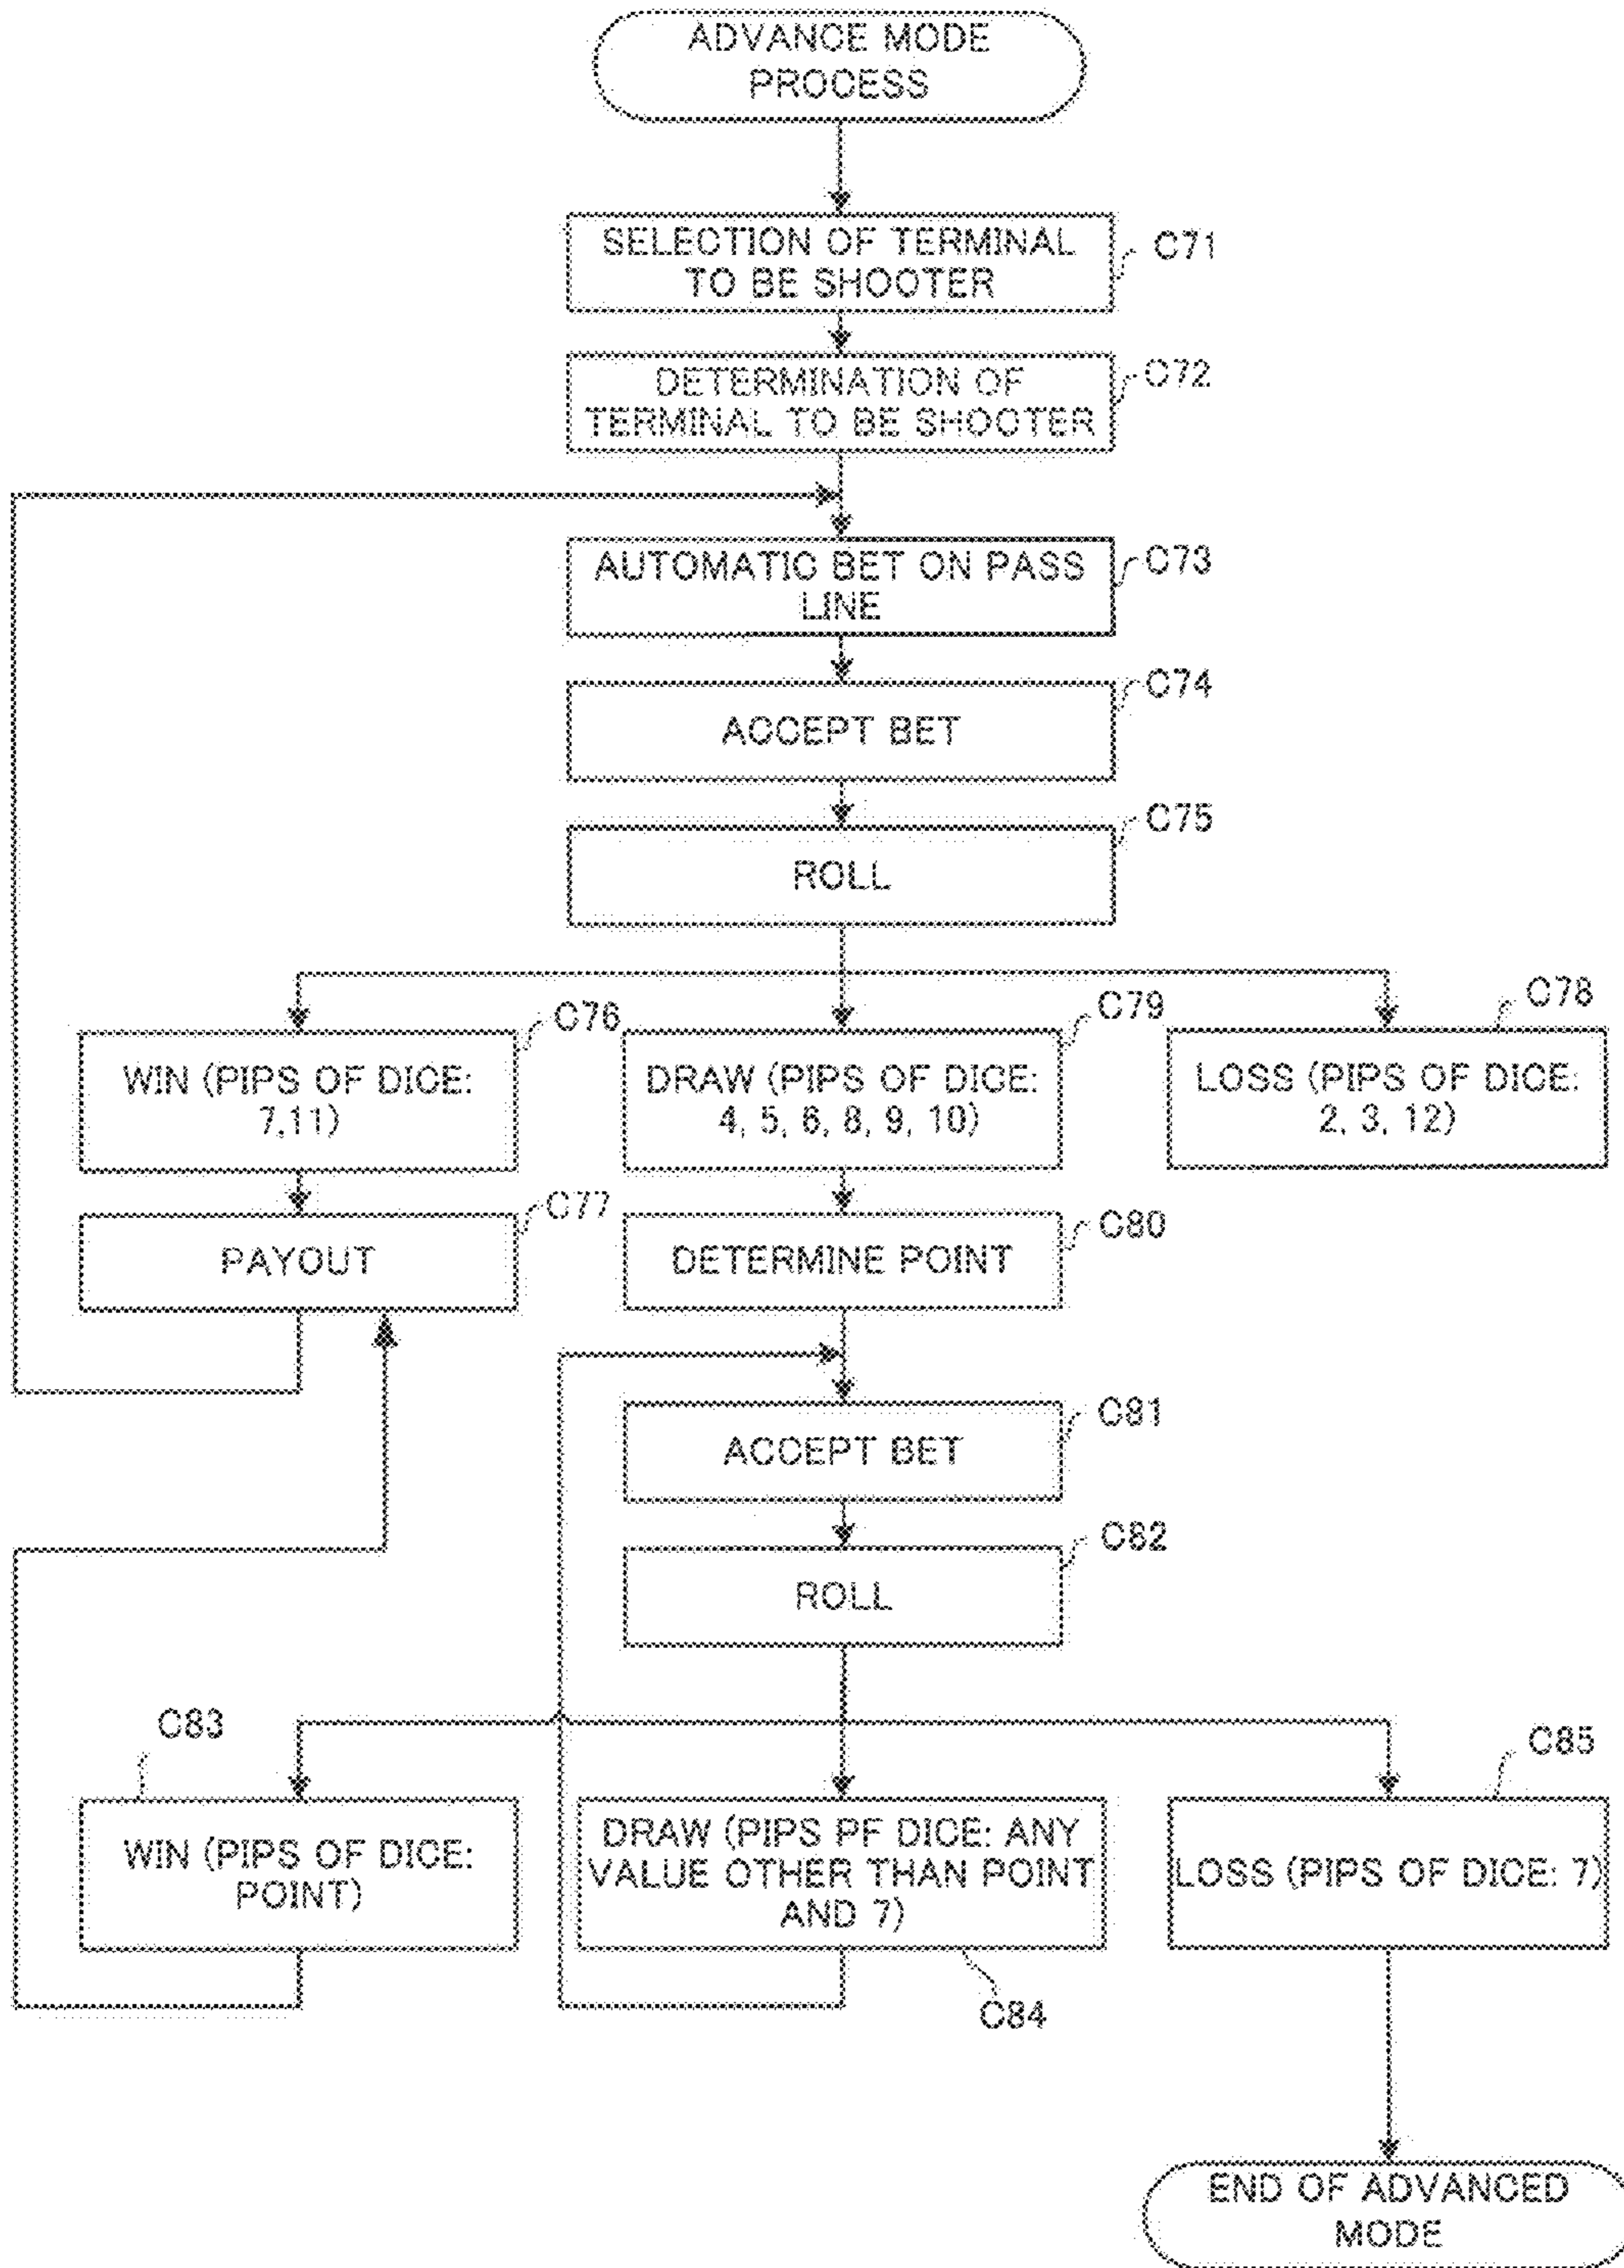 ADVANCE MODE
PROCESS
SELECTION OF TERMINAL
TO BE SHOOTER
C71
DETERMINATION OF
TERMINAL TO BE SHOOTER
C72
AUTOMATIC BET ON PASS
LINE
C73
ACCEPT BET
C74
ROLL
C75
WIN (PIPS OF DICE:
7,11)
C76
DRAW (PIPS OF DICE:
4, 5, 6, 8, 9, 10)
C79
LOSS (PIPS OF DICE:
2, 3, 12)
C78
PAYOUT
C77
DETERMINE POINT
C80
ACCEPT BET
C81
ROLL
C82
C83
WIN (PIPS OF DICE:
POINT)
DRAW (PIPS PF DICE: ANY
VALUE OTHER THAN POINT
AND 7)
C84
C85
LOSS (PIPS OF DICE: 7)
END OF ADVANCED
MODE